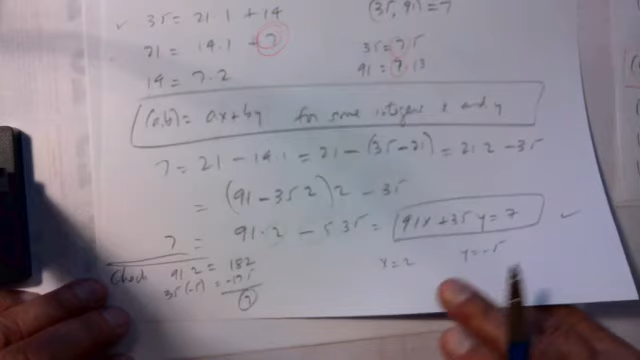 ✓ 35 = 21.1 + 14
(35, 91) = 7
21 = 14.1 + 7
35 = 7.5
14 = 7.2
91 = 7.13
(a,b) = ax+by for some integers x and y
7 = 21 - 14.1 = 21 - (35-21) = 21.2 - 35
= (91-35.2)2 - 35
7 = 91.2 - 5.35 = 91x+35y=7 ✓
x=2 y=-5
Check 91.2 = 182
35(-5) = -175
7